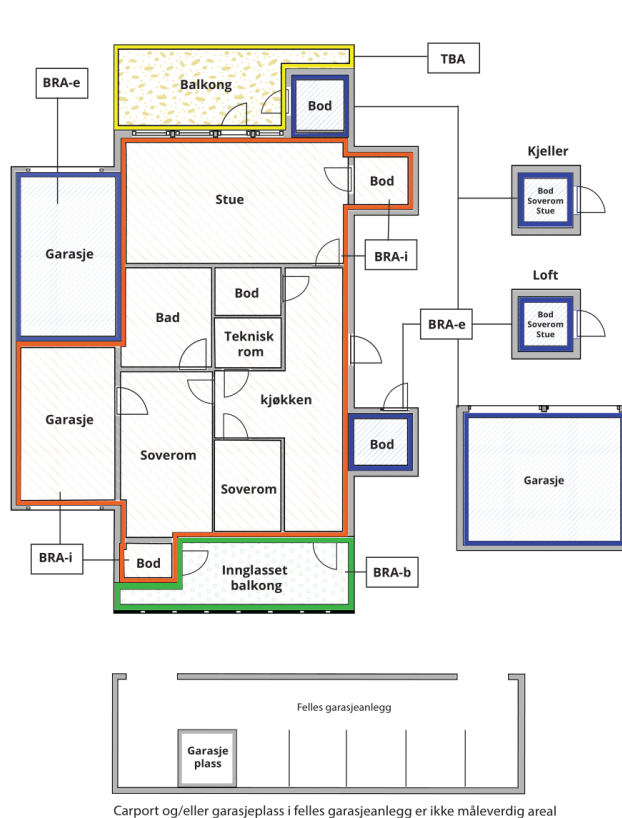 TBA
BRA-e
Balkong
Bod
Kjeller
Stue
Bod
Bod
Soverom
Stue
Garasje
BRA-i
Loft
Bod
Bad
Teknisk
rom
BRA-e
Bod
Soverom
Stue
kjøkken
Garasje
Bod
Soverom
Soverom
Garasje
BRA-i
Bod
Innglasset
balkong
BRA-b
Felles garasjeanlegg
Garasje
plass
Carport og/eller garasjeplass i felles garasjeanlegg er ikke måleverdig areal